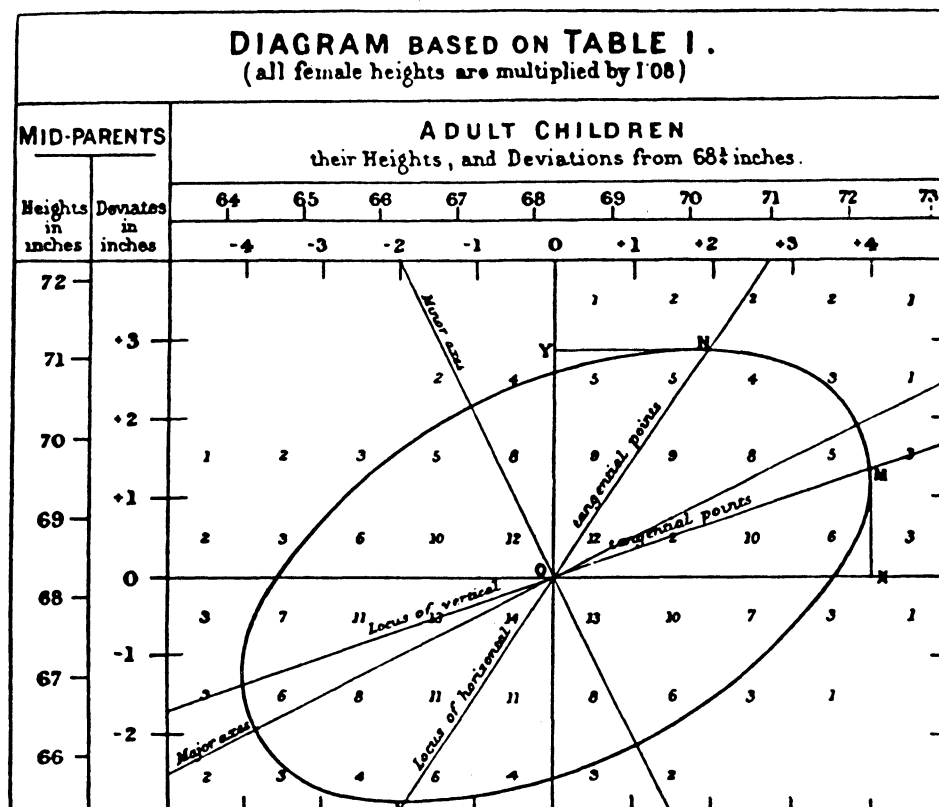 DIAGRAM BASED ON TABLE I.
(all female heights are multiplied by 1·08)
MID-PARENTS
ADULT CHILDREN
their Heights, and Deviations from 68¼ inches.
Heights in inches
Deviates in inches
64 65 66 67 68 69 70 71 72 73
-4 -3 -2 -1 0 +1 +2 +3 +4
72
1 2 2 2 1
Minor axes
+3
Y N
71
2 4 5 5 4 3 1
+2
70
tangential points
1 2 3 5 8 9 9 8 5 3
M
+1
69
tangential points
2 3 6 10 12 12 2 10 6 3
0 O X
68
Locus of vertical
3 7 11 13 14 13 10 7 3 1
-1
67
Locus of horizontal
3 6 8 11 11 8 6 3 1
-2
Major axes
66
2 3 4 6 4 3 2